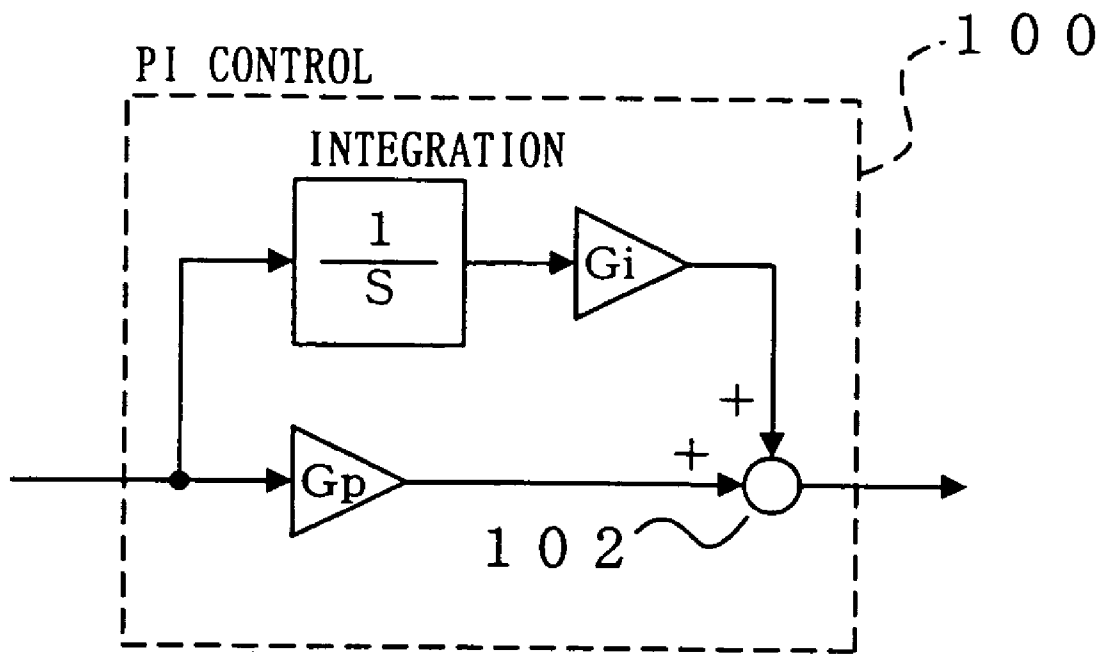 100
PI CONTROL
INTEGRATION
1
S
Gi
+
+
Gp
102